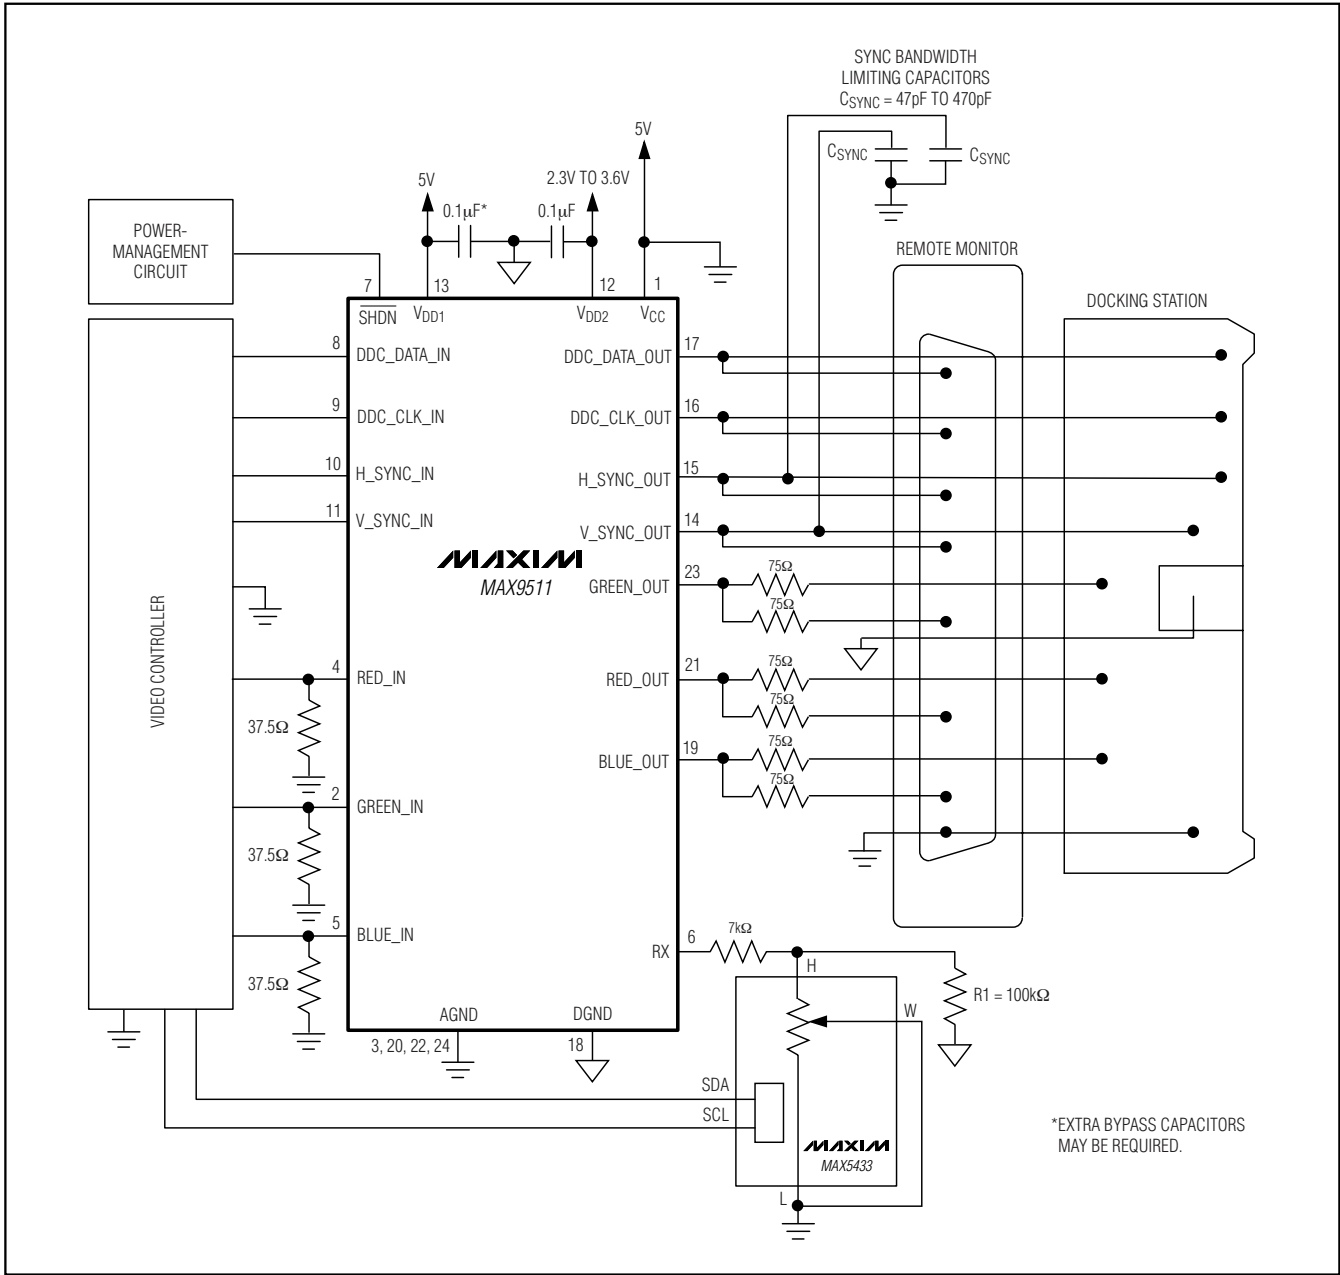 SYNC BANDWIDTH
LIMITING CAPACITORS
CSYNC = 47pF TO 470pF
5V
CSYNC
CSYNC
5V
2.3V TO 3.6V
0.1µF*
0.1µF
POWER-
MANAGEMENT
CIRCUIT
REMOTE MONITOR
DOCKING STATION
7
13
12
1
SHDN
VDD1
VDD2
VCC
8
DDC_DATA_IN
DDC_DATA_OUT
17
9
DDC_CLK_IN
DDC_CLK_OUT
16
10
H_SYNC_IN
H_SYNC_OUT
15
11
V_SYNC_IN
V_SYNC_OUT
14
MAXIM
MAX9511
GREEN_OUT
23
75Ω
75Ω
VIDEO CONTROLLER
4
RED_IN
RED_OUT
21
75Ω
75Ω
37.5Ω
BLUE_OUT
19
75Ω
75Ω
2
GREEN_IN
37.5Ω
5
BLUE_IN
37.5Ω
RX
6
7kΩ
H
R1 = 100kΩ
W
AGND
DGND
3, 20, 22, 24
18
SDA
SCL
MAXIM
MAX5433
L
*EXTRA BYPASS CAPACITORS
MAY BE REQUIRED.